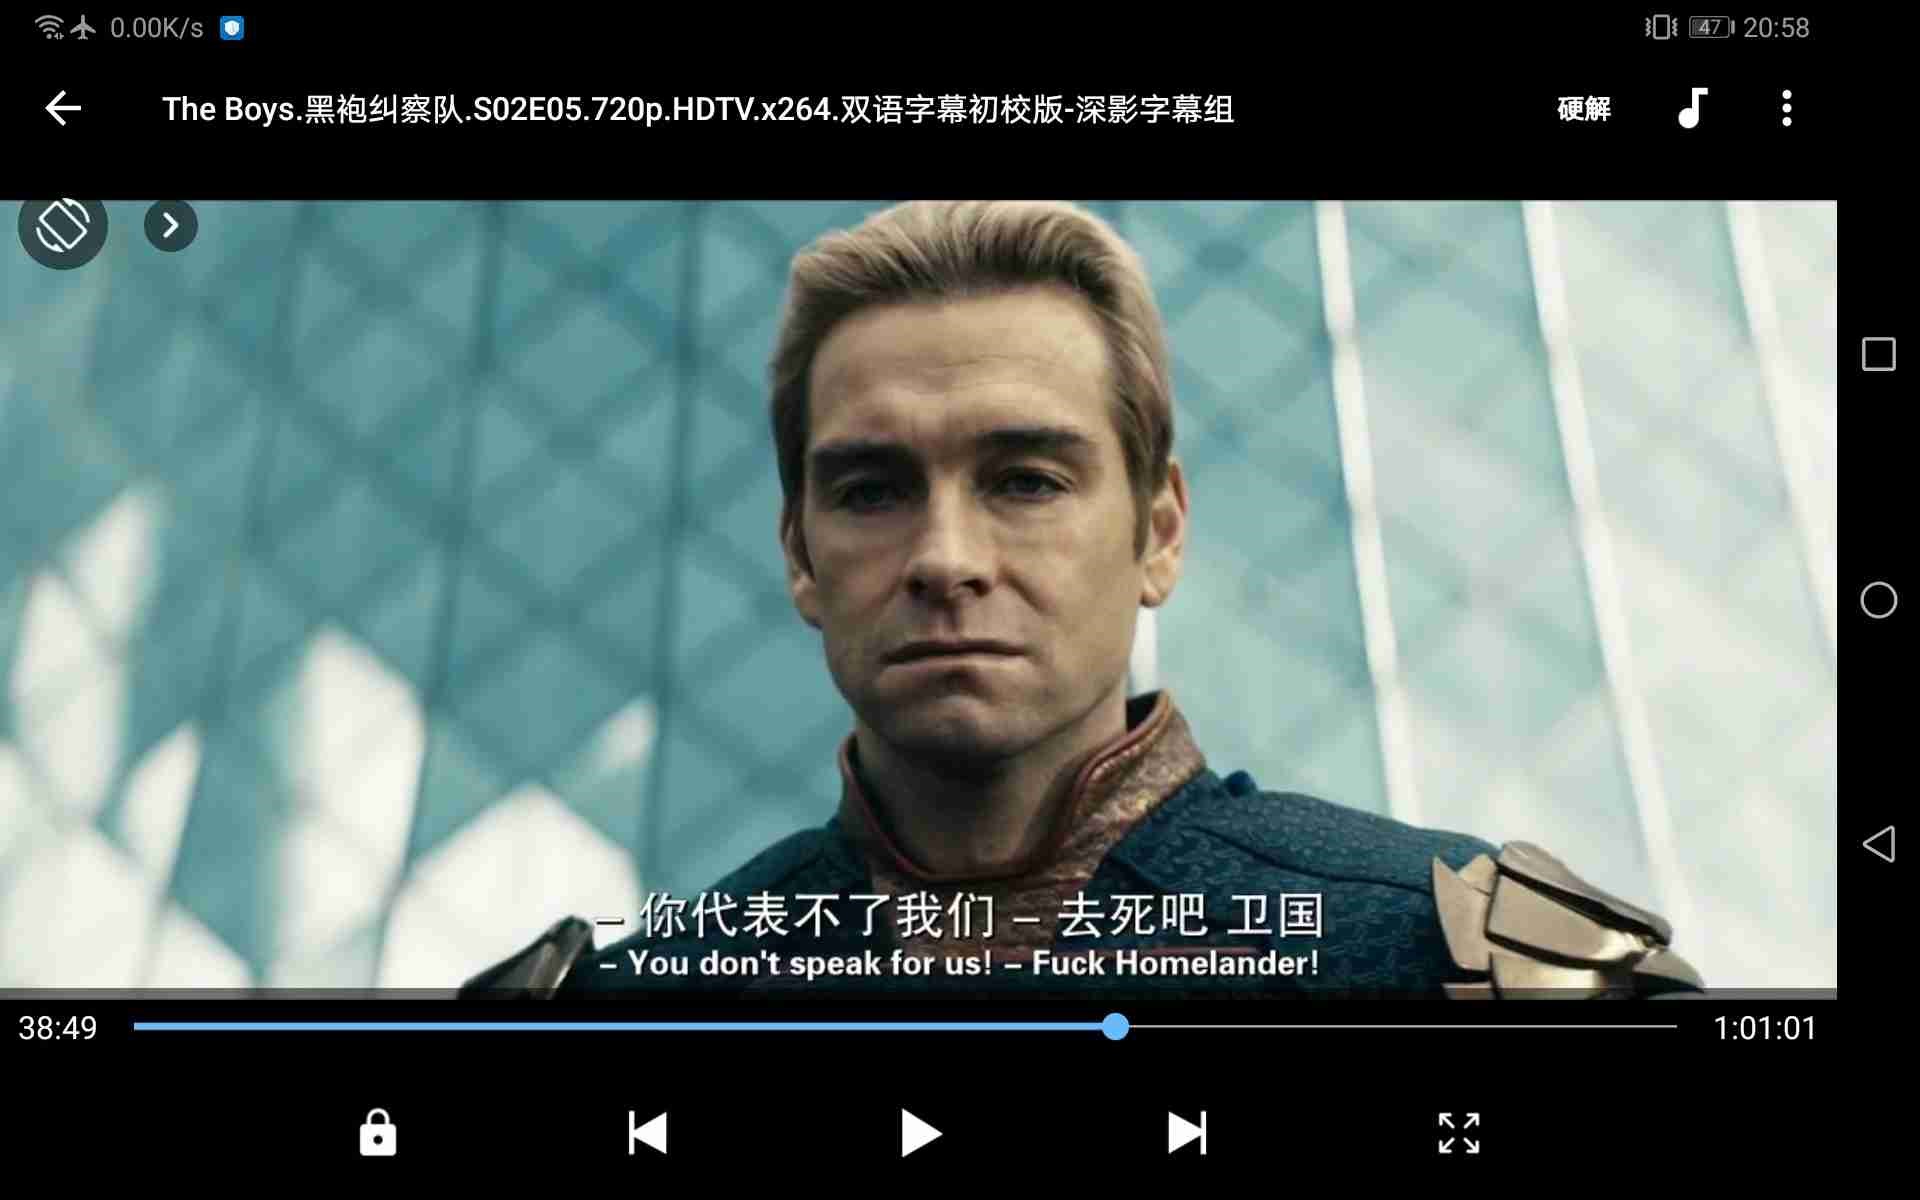 0.00K/s 47 20:58
The Boys.黑袍纠察队.S02E05.720p.HDTV.x264.双语字幕初校版-深影字幕组 硬解
– 你代表不了我们 – 去死吧 卫国
– You don't speak for us! – Fuck Homelander!
38:49 1:01:01